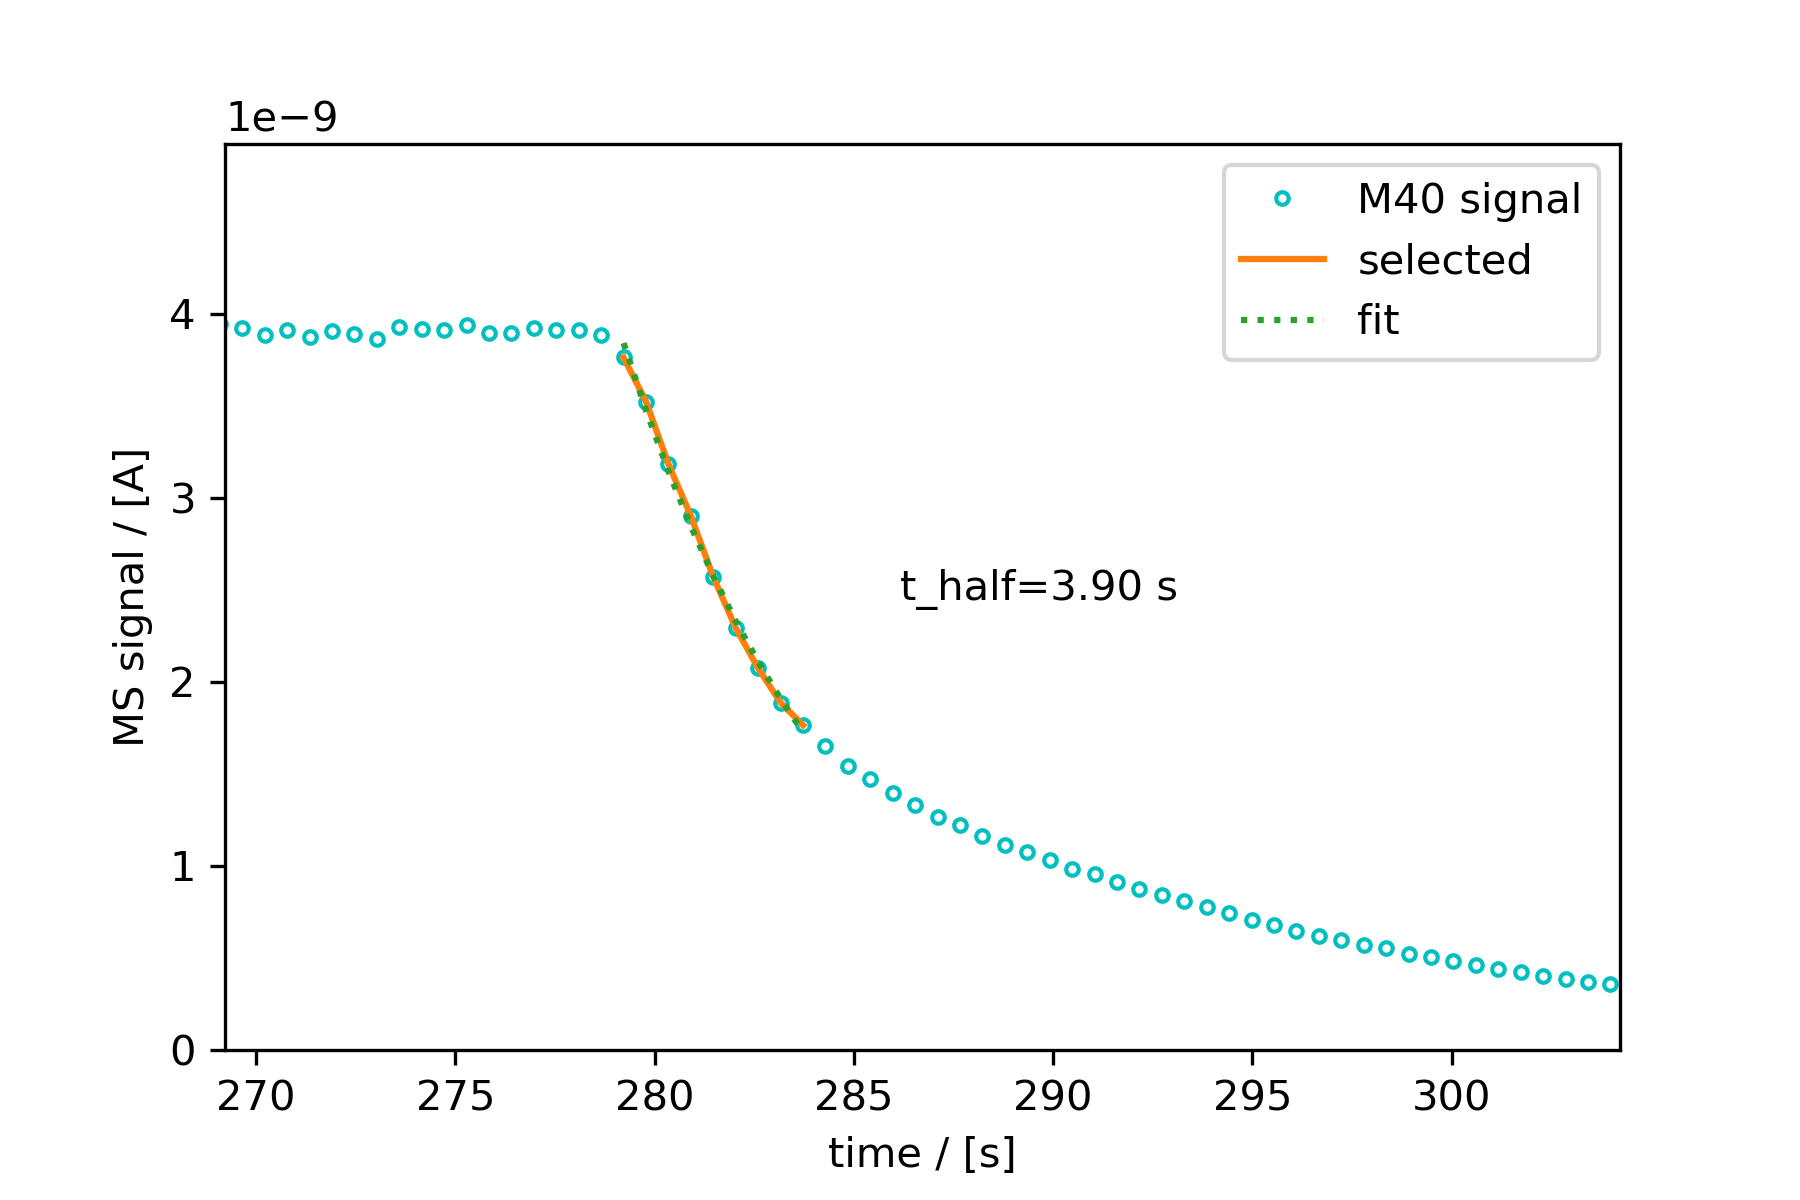 1e−9
M40 signal
selected
fit
4
3
2
1
0
MS signal / [A]
t_half=3.90 s
270 275 280 285 290 295 300
time / [s]